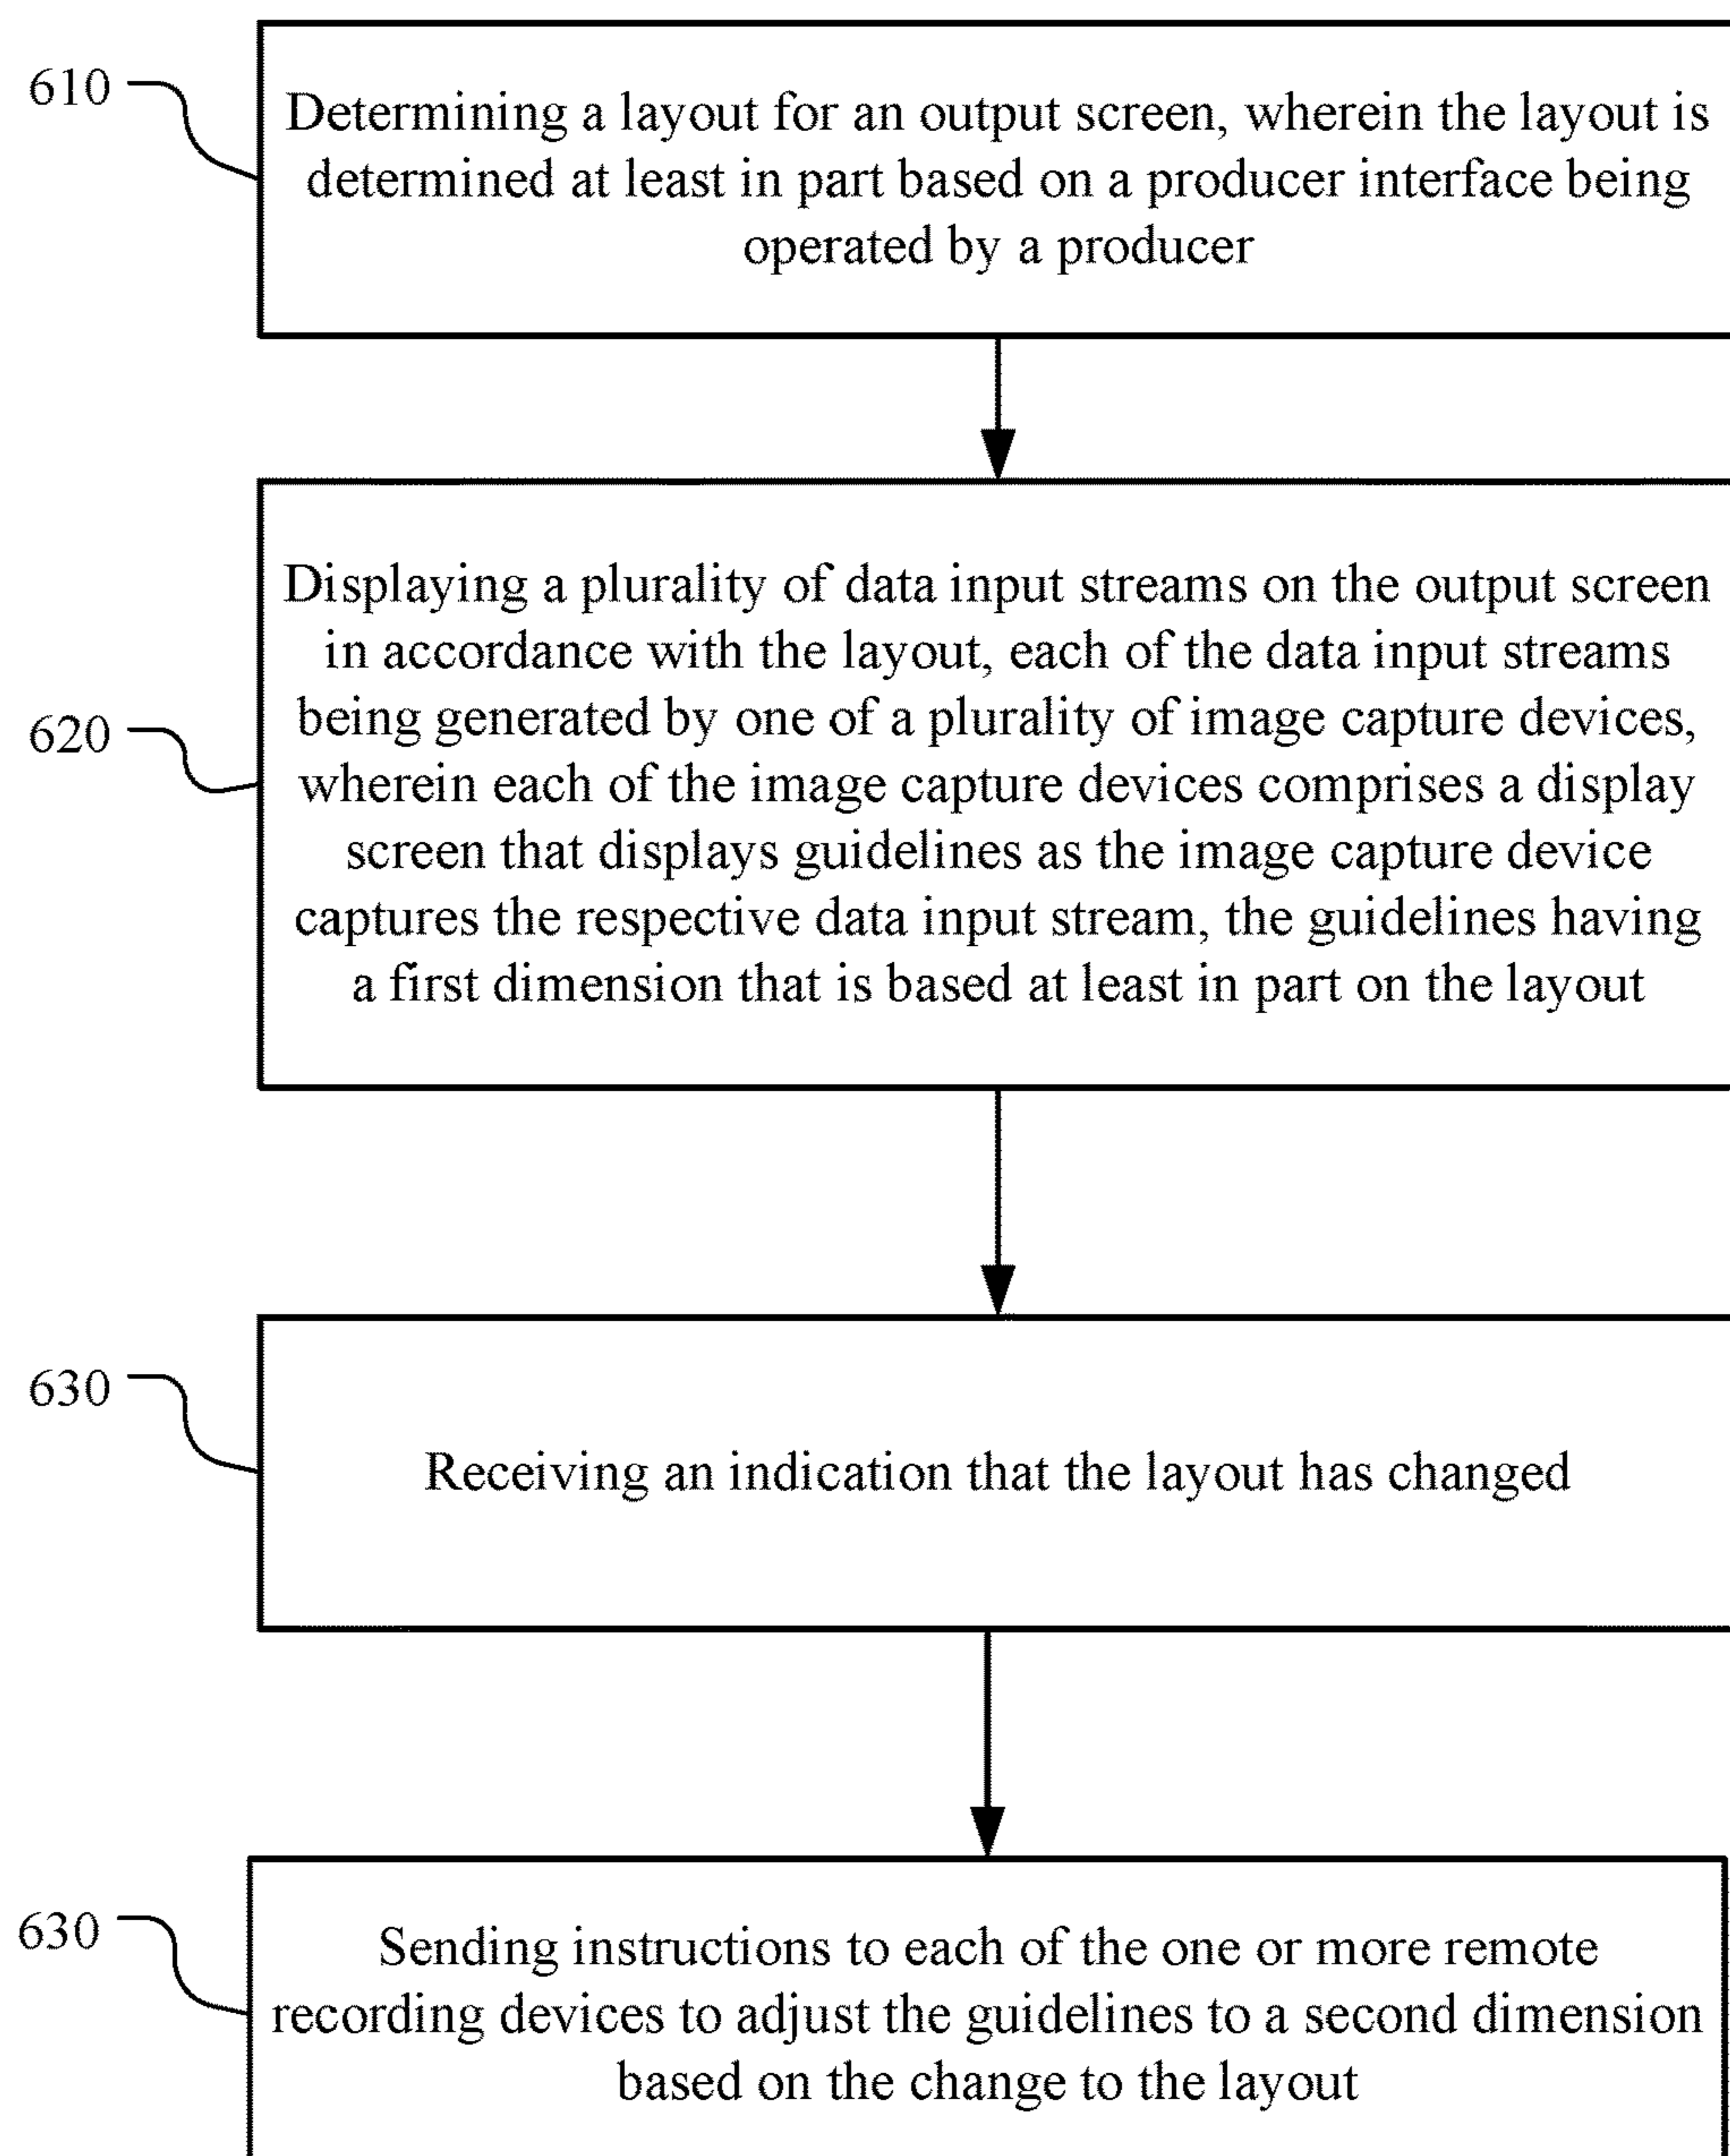 610
Determining a layout for an output screen, wherein the layout is
determined at least in part based on a producer interface being
operated by a producer
620
Displaying a plurality of data input streams on the output screen
in accordance with the layout, each of the data input streams
being generated by one of a plurality of image capture devices,
wherein each of the image capture devices comprises a display
screen that displays guidelines as the image capture device
captures the respective data input stream, the guidelines having
a first dimension that is based at least in part on the layout
630
Receiving an indication that the layout has changed
630
Sending instructions to each of the one or more remote
recording devices to adjust the guidelines to a second dimension
based on the change to the layout